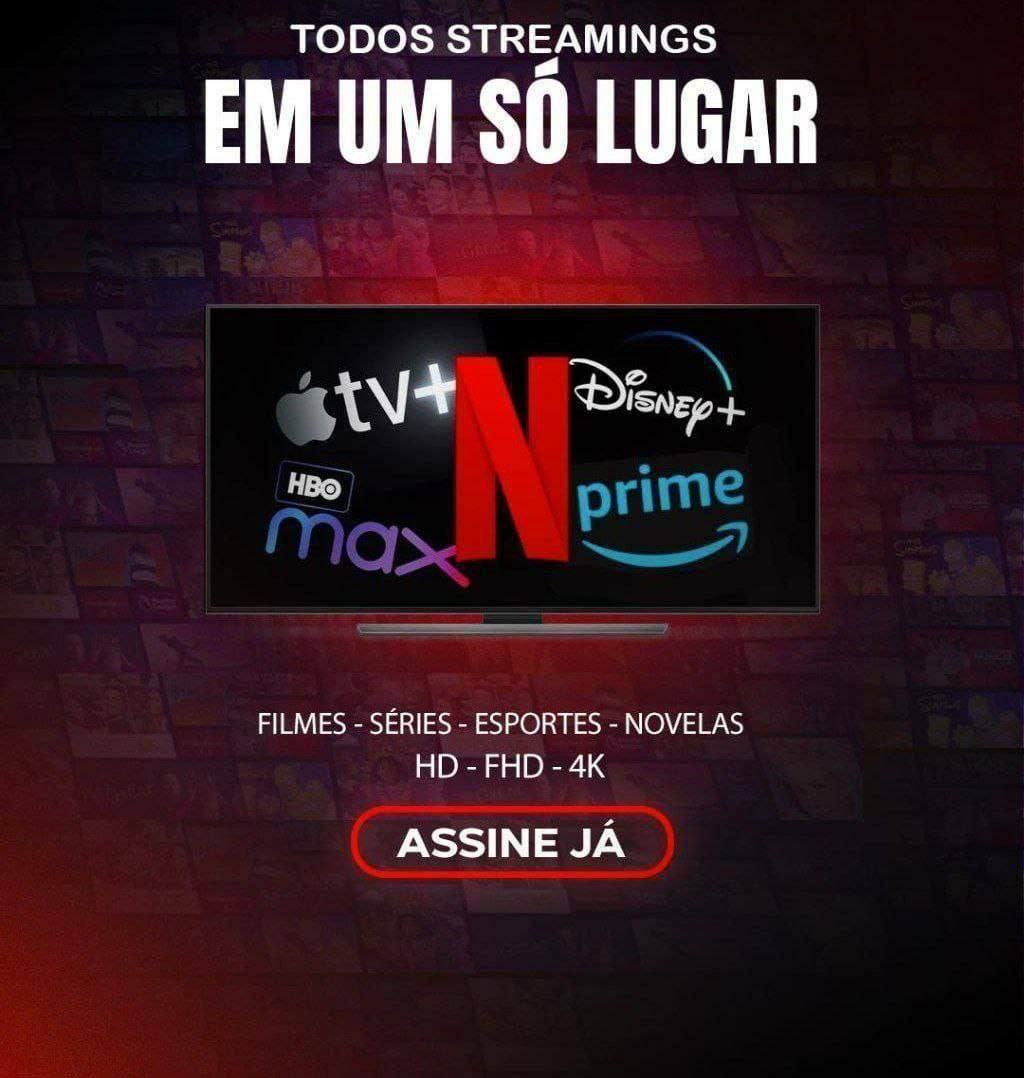 TODOS STREAMINGS
EM UM SÓ LUGAR
tv+
N
Disney+
HBO
max
prime
FILMES - SÉRIES - ESPORTES - NOVELAS
HD - FHD - 4K
ASSINE JÁ